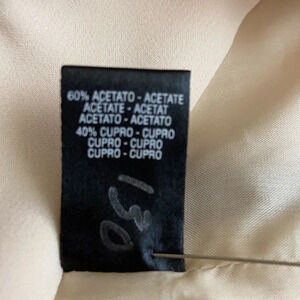 60% ACETATO - ACETATE
ACETATE - ACETAT
ACETATO - ACETATO
40% CUPRO - CUPRO
CUPRO - CUPRO
CUPRO - CUPRO
130